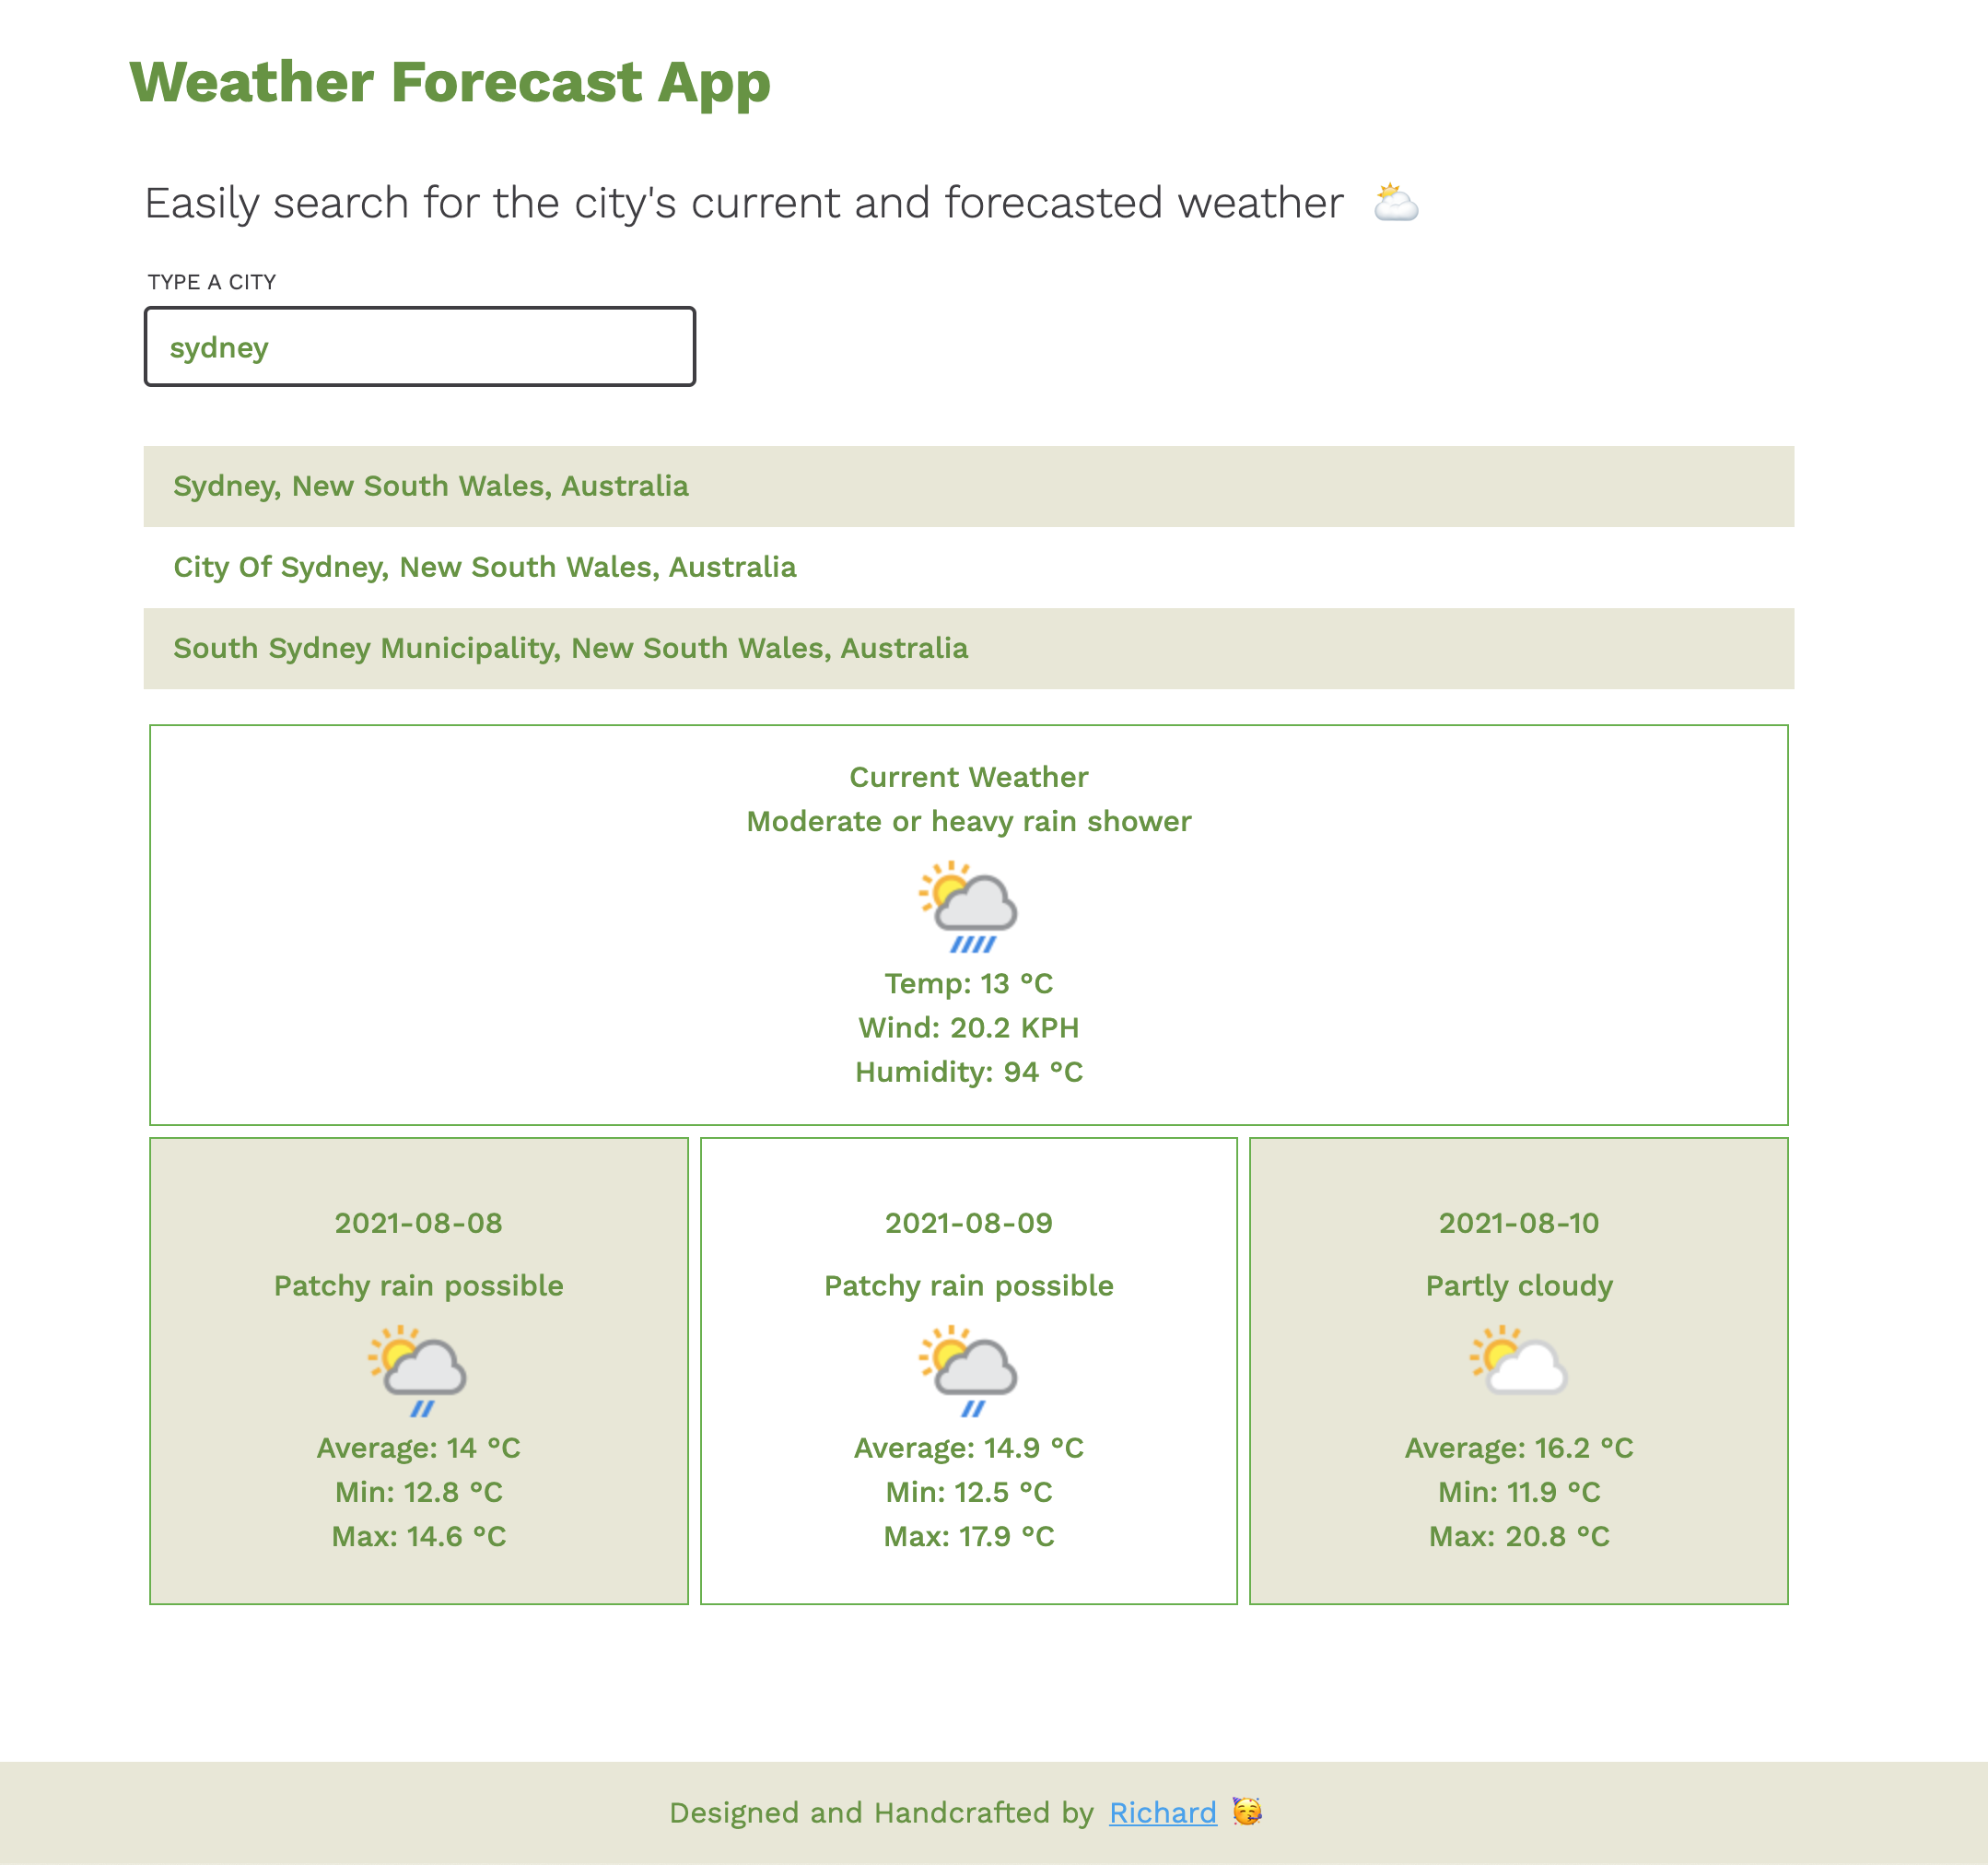 Weather Forecast App
Easily search for the city's current and forecasted weather
TYPE A CITY
sydney
Sydney, New South Wales, Australia
City Of Sydney, New South Wales, Australia
South Sydney Municipality, New South Wales, Australia
Current Weather
Moderate or heavy rain shower
Temp: 13 °C
Wind: 20.2 KPH
Humidity: 94 °C
2021-08-08
Patchy rain possible
Average: 14 °C
Min: 12.8 °C
Max: 14.6 °C
2021-08-09
Patchy rain possible
Average: 14.9 °C
Min: 12.5 °C
Max: 17.9 °C
2021-08-10
Partly cloudy
Average: 16.2 °C
Min: 11.9 °C
Max: 20.8 °C
Designed and Handcrafted by Richard